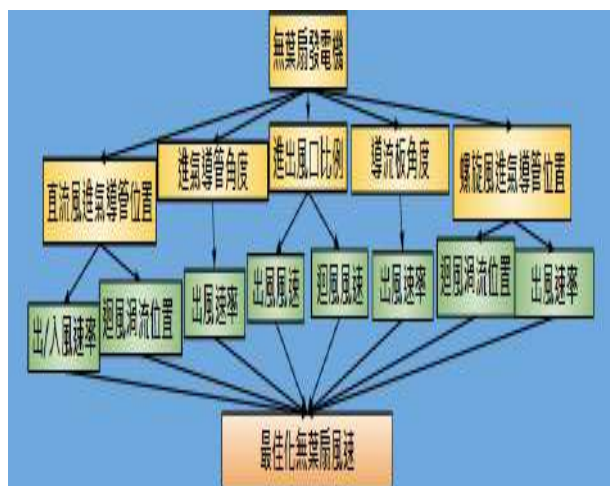 無葉扇發電機
直流風進氣導管位置
進氣導管角度
進出風口比例
導流板角度
螺旋風進氣導管位置
出/入風速率
迴風渦流位置
出風速率
出風風速
迴風風速
出風速率
迴風渦流位置
出風速率
最佳化無葉扇風速